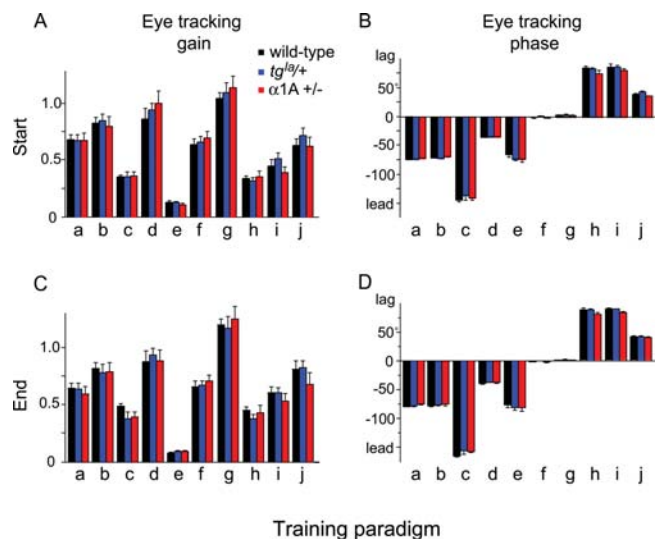 A
Eye tracking
gain
wild-type
tg^la/+
α1A +/-
Start
1.0
0.5
0
a b c d e f g h i j
B
Eye tracking
phase
lag
50°
0
-50
-100
lead
a b c d e f g h i j
C
End
1.0
0.5
0
a b c d e f g h i j
D
lag
50°
0
-50
-100
lead
a b c d e f g h i j
Training paradigm